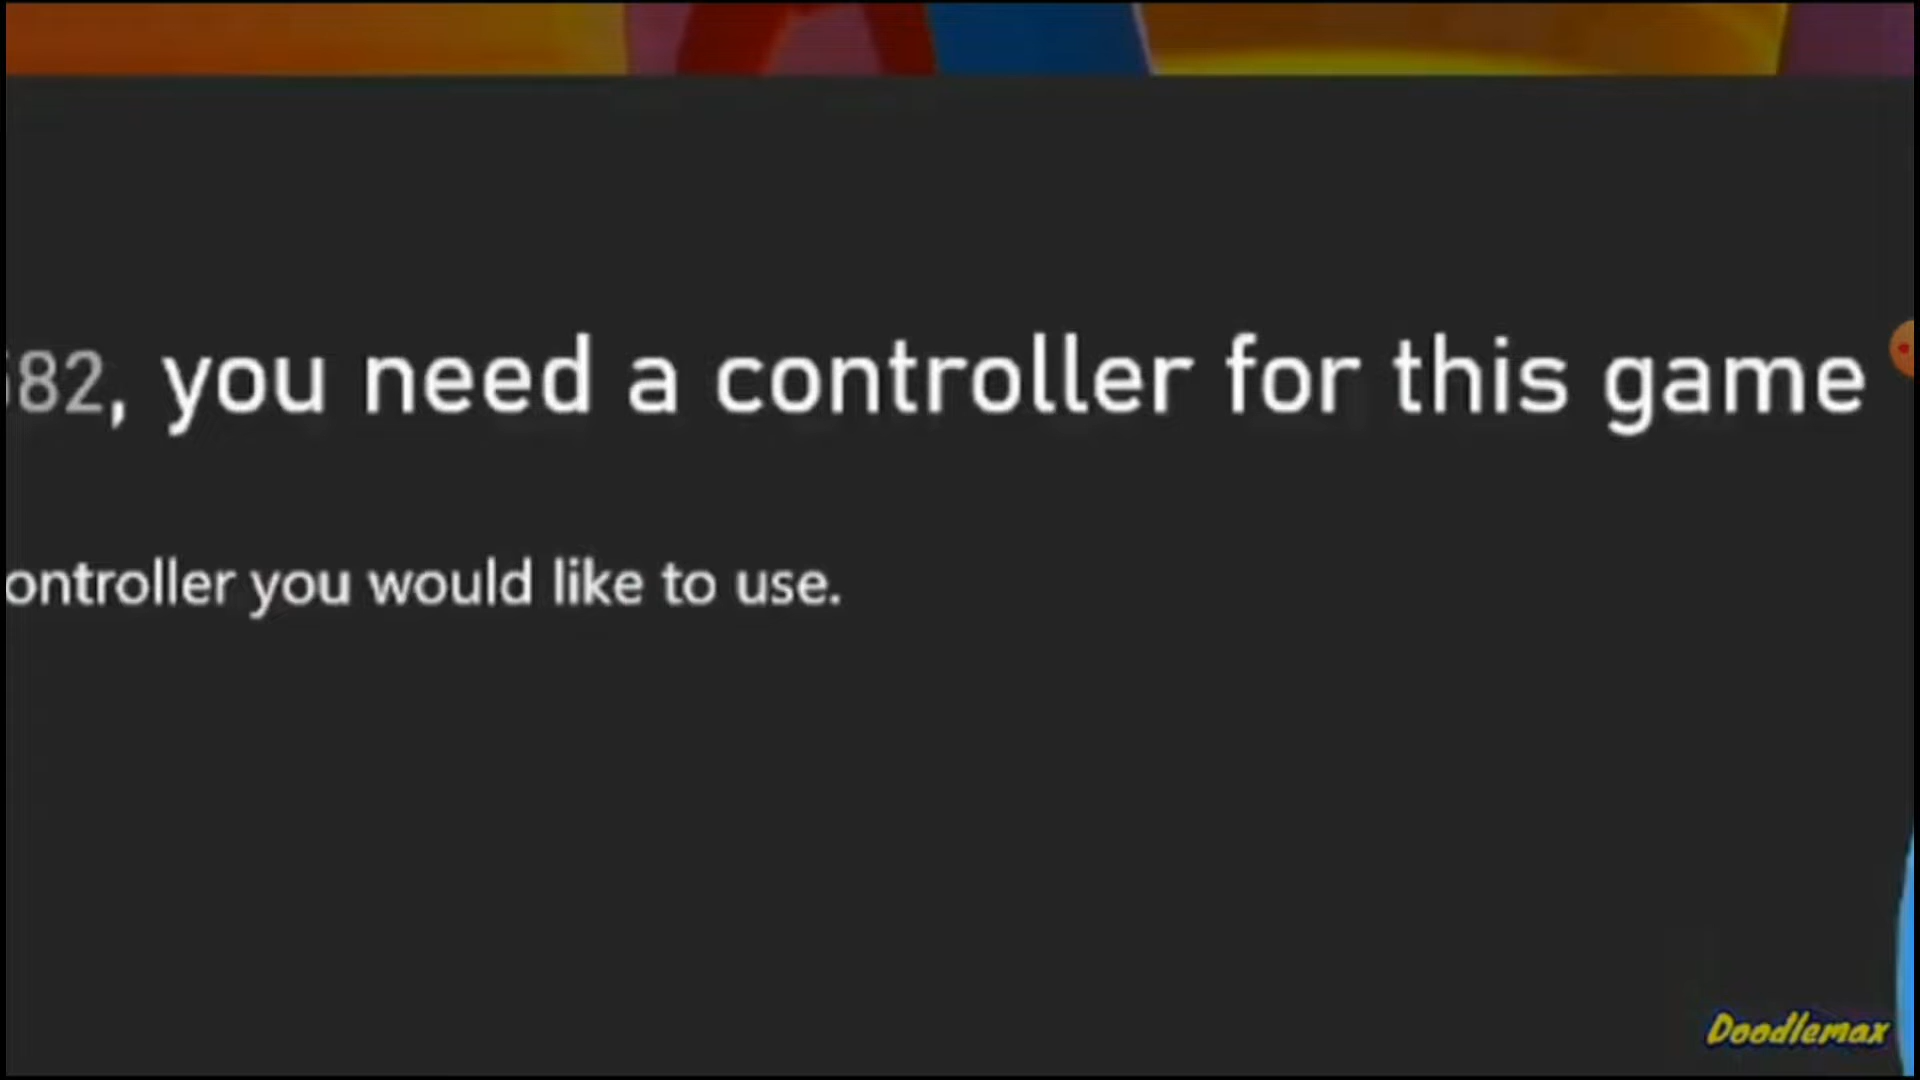 82, you need a controller for this game
ontroller you would like to use.
Doodlemax